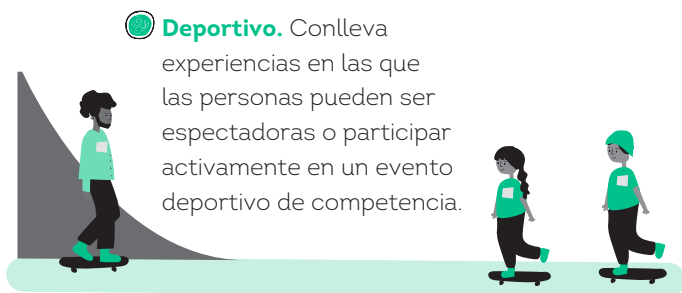 Deportivo. Conlleva
experiencias en las que
las personas pueden ser
espectadoras o participar
activamente en un evento
deportivo de competencia.